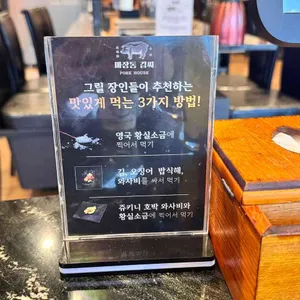 마장동 김씨
PORK HOUSE
그릴 장인들이 추천하는
맛있게 먹는 3가지 방법!
영국 황실소금에
찍어서 먹기
김, 오징어 밥식해,
와사비를 싸서 먹기
쥬키니 호박 와사비와
황실소금에 찍어서 먹기